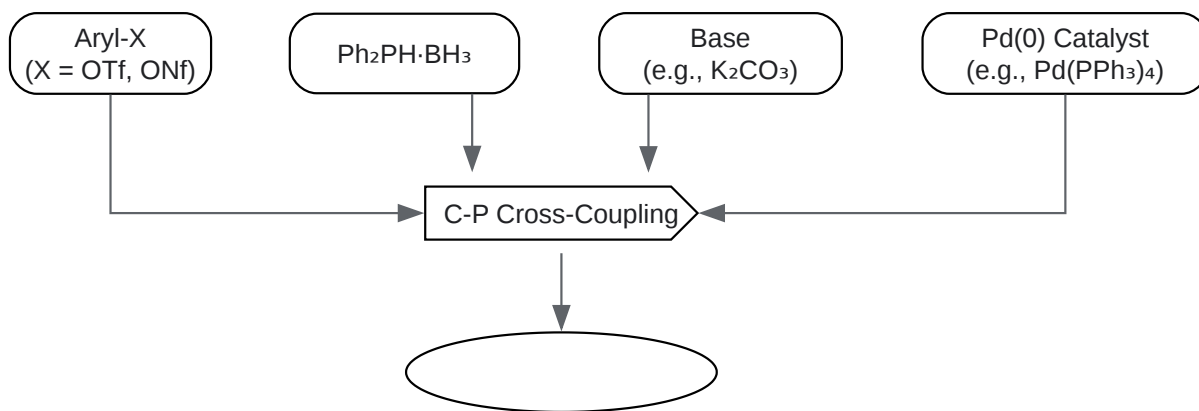 Aryl-X
(X = OTf, ONf)
Ph₂PH·BH₃
Base
(e.g., K₂CO₃)
Pd(0) Catalyst
(e.g., Pd(PPh₃)₄)
C-P Cross-Coupling